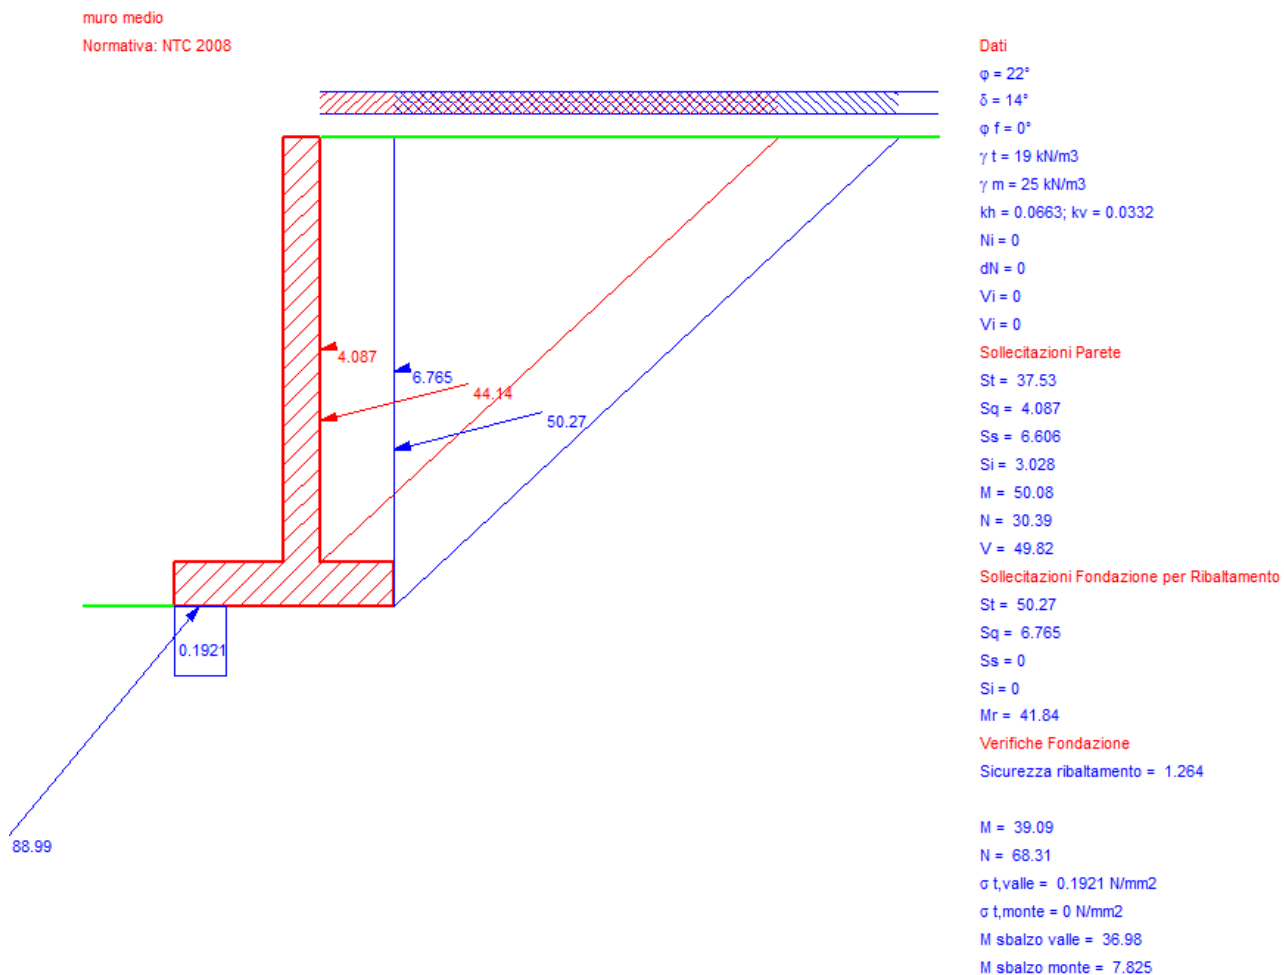 muro medio
Normativa: NTC 2008
4.087
6.765
44.14
50.27
0.1921
88.99
Dati
φ = 22°
δ = 14°
φ f = 0°
γ t = 19 kN/m3
γ m = 25 kN/m3
kh = 0.0663; kv = 0.0332
Ni = 0
dN = 0
Vi = 0
Vi = 0
Sollecitazioni Parete
St = 37.53
Sq = 4.087
Ss = 6.606
Si = 3.028
M = 50.08
N = 30.39
V = 49.82
Sollecitazioni Fondazione per Ribaltamento
St = 50.27
Sq = 6.765
Ss = 0
Si = 0
Mr = 41.84
Verifiche Fondazione
Sicurezza ribaltamento = 1.264
M = 39.09
N = 68.31
σ t,valle = 0.1921 N/mm2
σ t,monte = 0 N/mm2
M sbalzo valle = 36.98
M sbalzo monte = 7.825